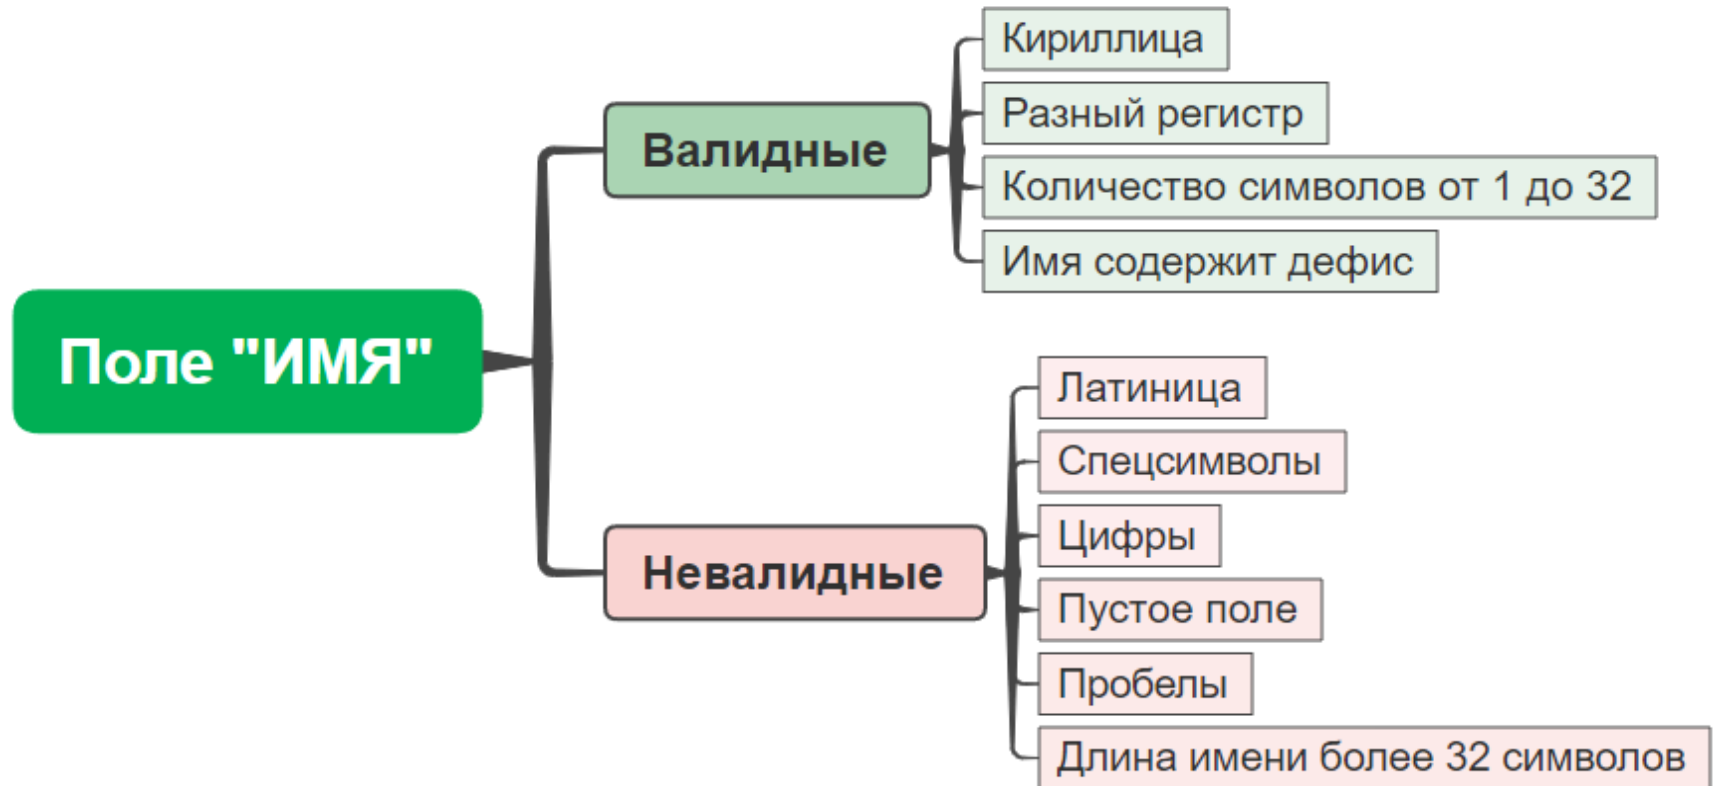 Поле "ИМЯ"
Валидные
Кириллица
Разный регистр
Количество символов от 1 до 32
Имя содержит дефис
Невалидные
Латиница
Спецсимволы
Цифры
Пустое поле
Пробелы
Длина имени более 32 символов